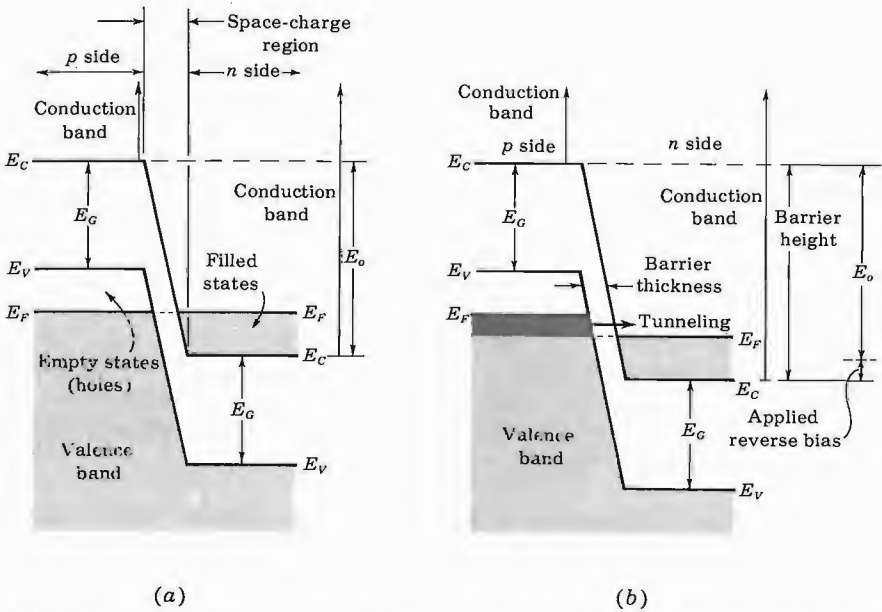 Space-charge
region
p side
n side
Conduction
band
E_C
E_G
Conduction
band
E_o
E_V
Filled
states
E_F
E_F
Empty states
(holes)
E_C
E_G
Valence
band
E_V
(a)
Conduction
band
p side
n side
E_C
E_G
Conduction
band
Barrier
height
E_o
E_V
Barrier
thickness
E_F
Tunneling
E_F
E_C
E_G
Applied
reverse bias
Valence
band
E_V
(b)